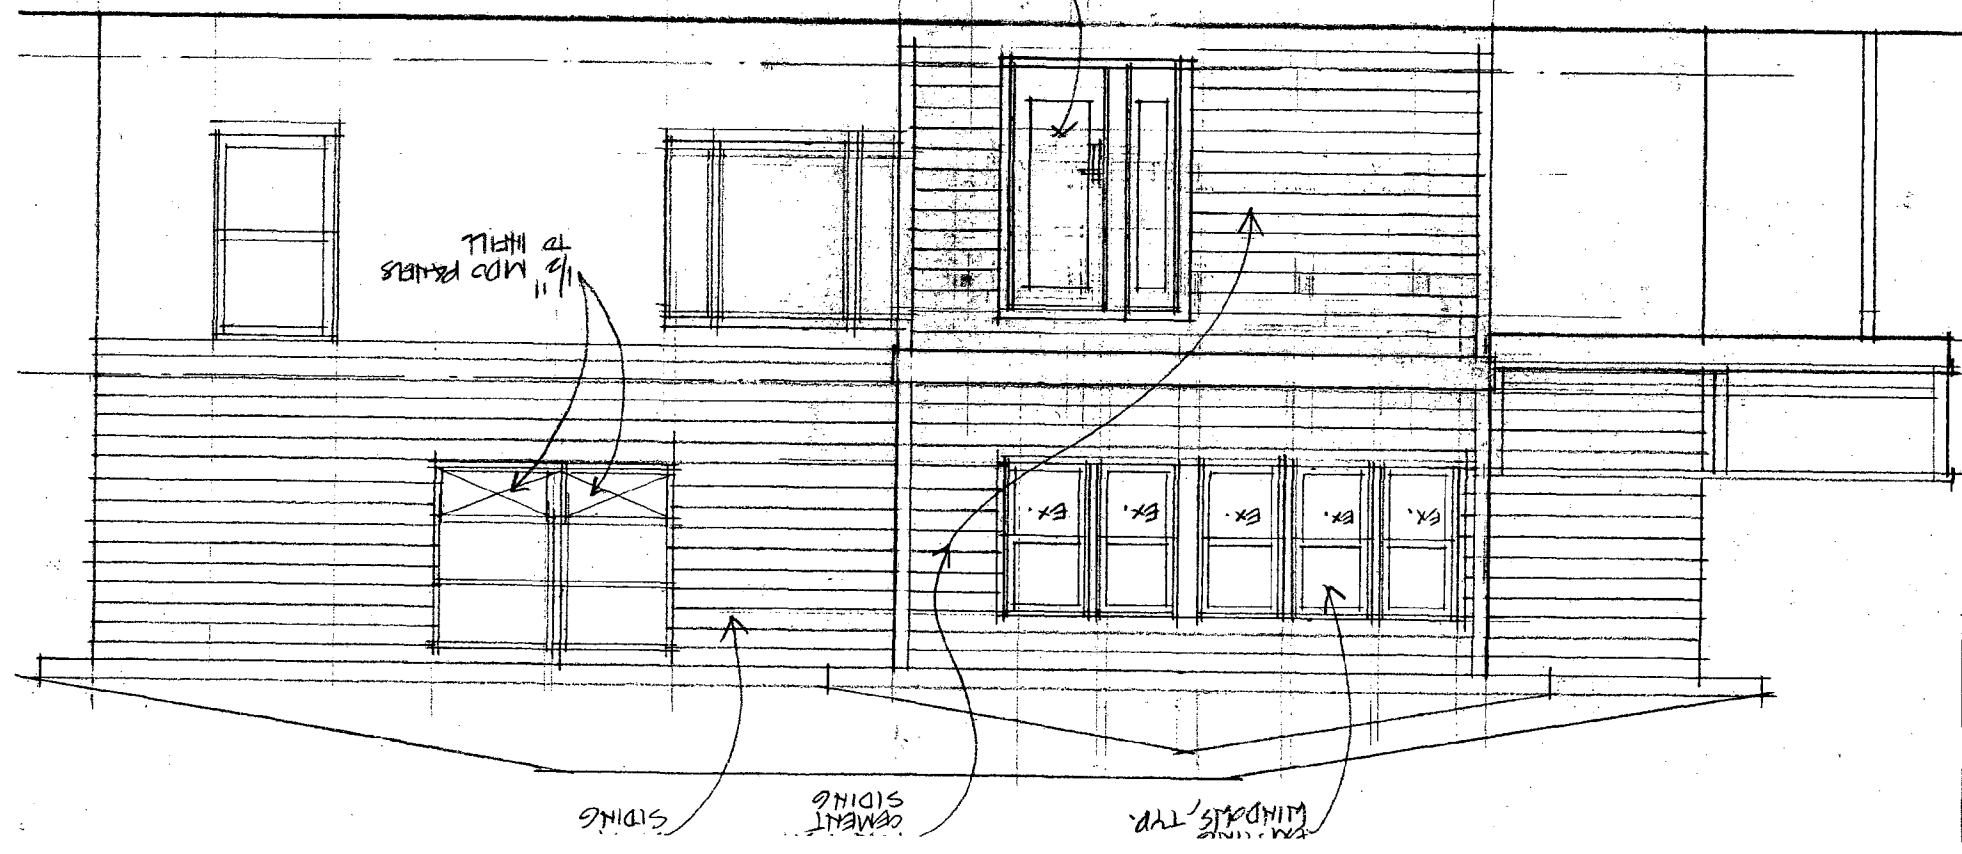 WINDOWS, TYP.
CEMENT
SIDING
SIDING
EX.
EX.
EX.
EX.
EX.
1/2" MDO PANELS
TO INFILL